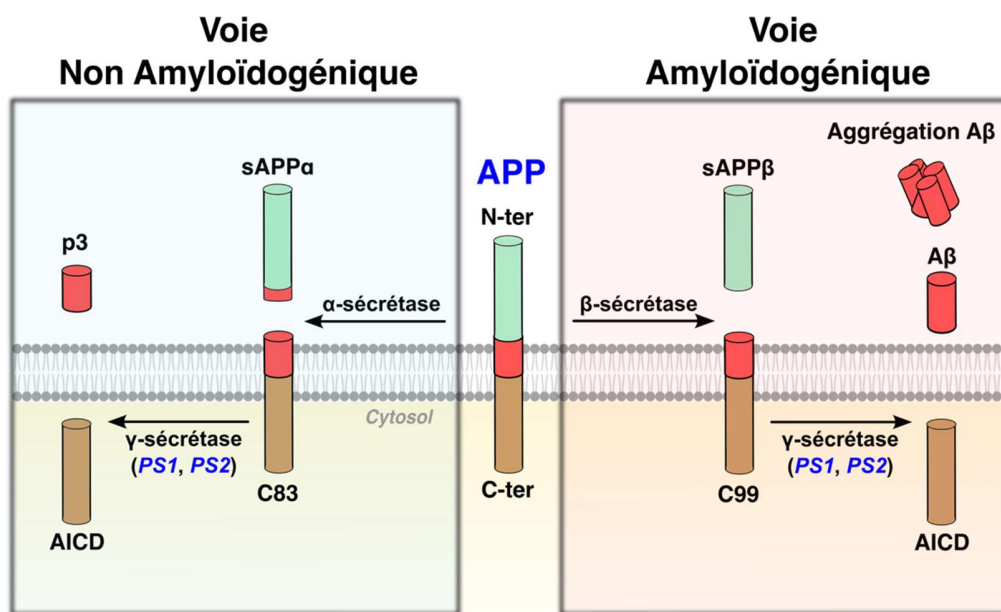 Voie
Non Amyloïdogénique
Voie
Amyloïdogénique
sAPPα
p3
α-sécrétase
γ-sécrétase
(PS1, PS2)
C83
AICD
APP
N-ter
Cytosol
C-ter
Aggrégation Aβ
sAPPβ
Aβ
β-sécrétase
γ-sécrétase
(PS1, PS2)
C99
AICD